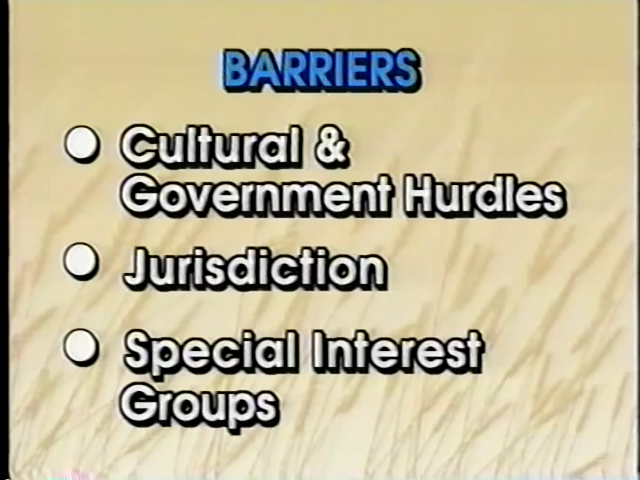 BARRIERS
Cultural &
Government Hurdles
Jurisdiction
Special Interest
Groups